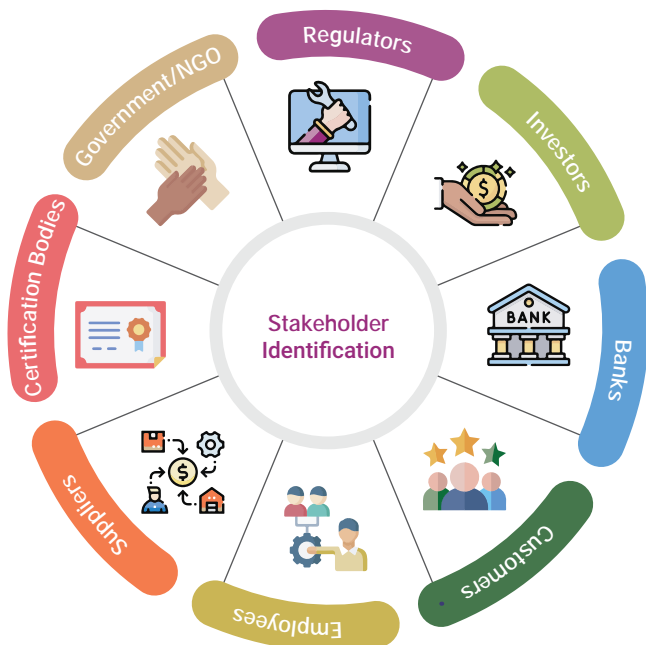 Stakeholder
Identification
Regulators
Investors
Banks
BANK
Customers
Employees
Suppliers
Certification Bodies
Government/NGO
$
$